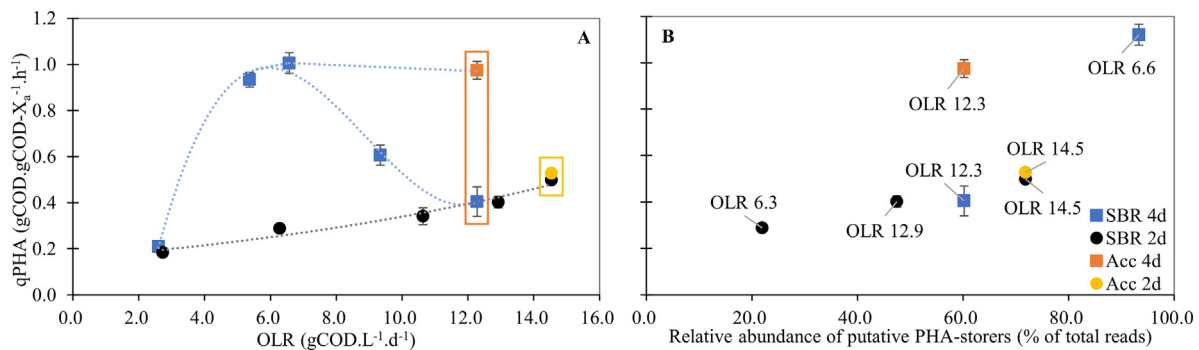 A
1.2
1.0
0.8
0.6
0.4
0.2
0.0
qPHA (gCOD.gCOD-Xa⁻¹.h⁻¹)
0.0 2.0 4.0 6.0 8.0 10.0 12.0 14.0 16.0
OLR (gCOD.L⁻¹.d⁻¹)
B
OLR 6.6
OLR 12.3
OLR 14.5
OLR 12.3
OLR 6.3
OLR 14.5
OLR 12.9
SBR 4d
SBR 2d
Acc 4d
Acc 2d
0.0 20.0 40.0 60.0 80.0 100.0
Relative abundance of putative PHA-storers (% of total reads)